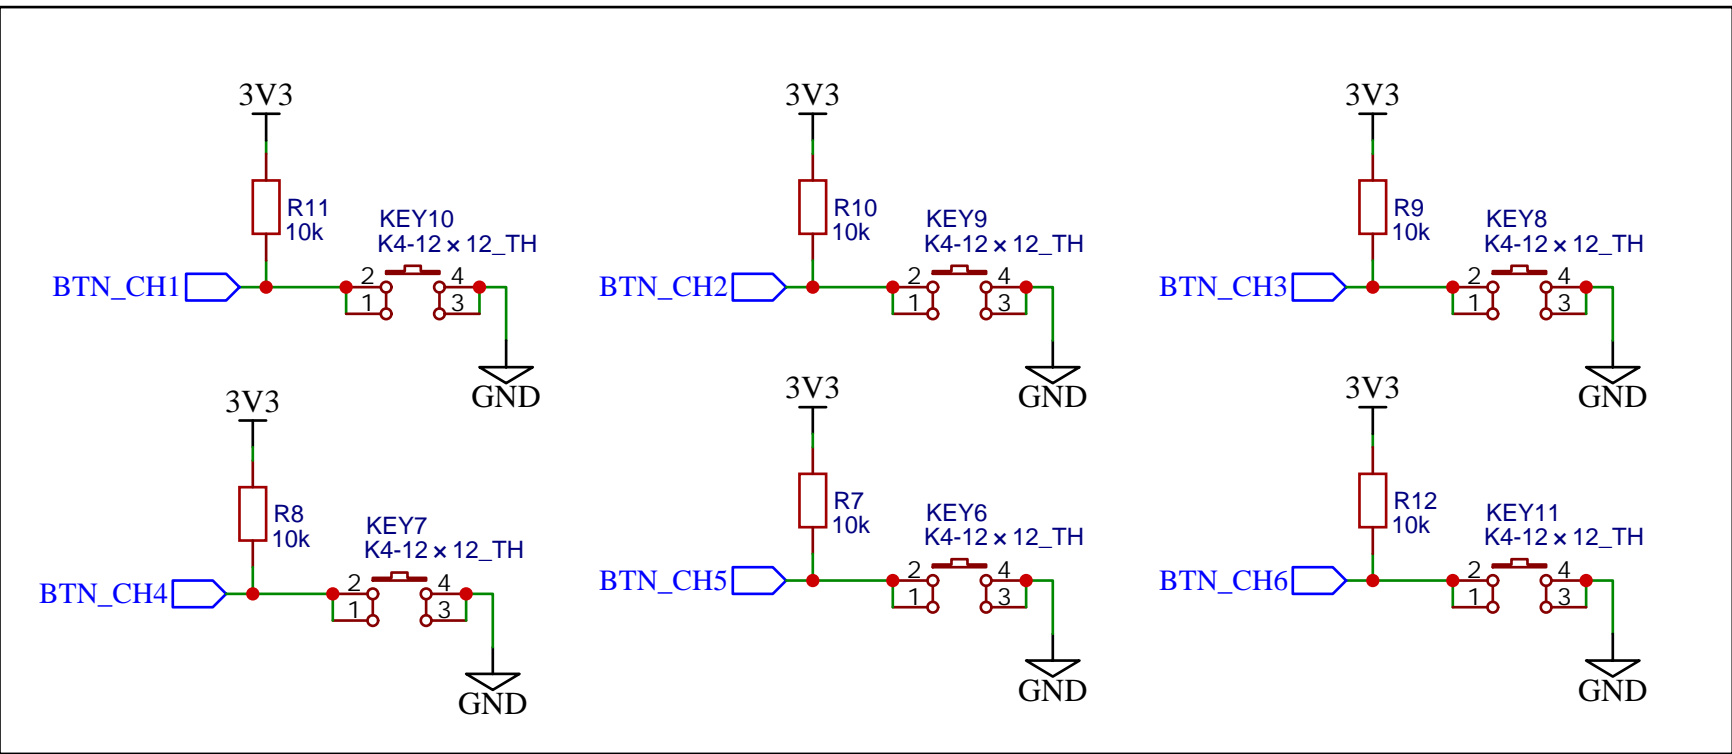 3V3
R11
10k
KEY10
K4-12×12_TH
BTN_CH1
2
4
1
3
GND
3V3
R10
10k
KEY9
K4-12×12_TH
BTN_CH2
2
4
1
3
GND
3V3
R9
10k
KEY8
K4-12×12_TH
BTN_CH3
2
4
1
3
GND
3V3
R8
10k
KEY7
K4-12×12_TH
BTN_CH4
2
4
1
3
GND
3V3
R7
10k
KEY6
K4-12×12_TH
BTN_CH5
2
4
1
3
GND
3V3
R12
10k
KEY11
K4-12×12_TH
BTN_CH6
2
4
1
3
GND